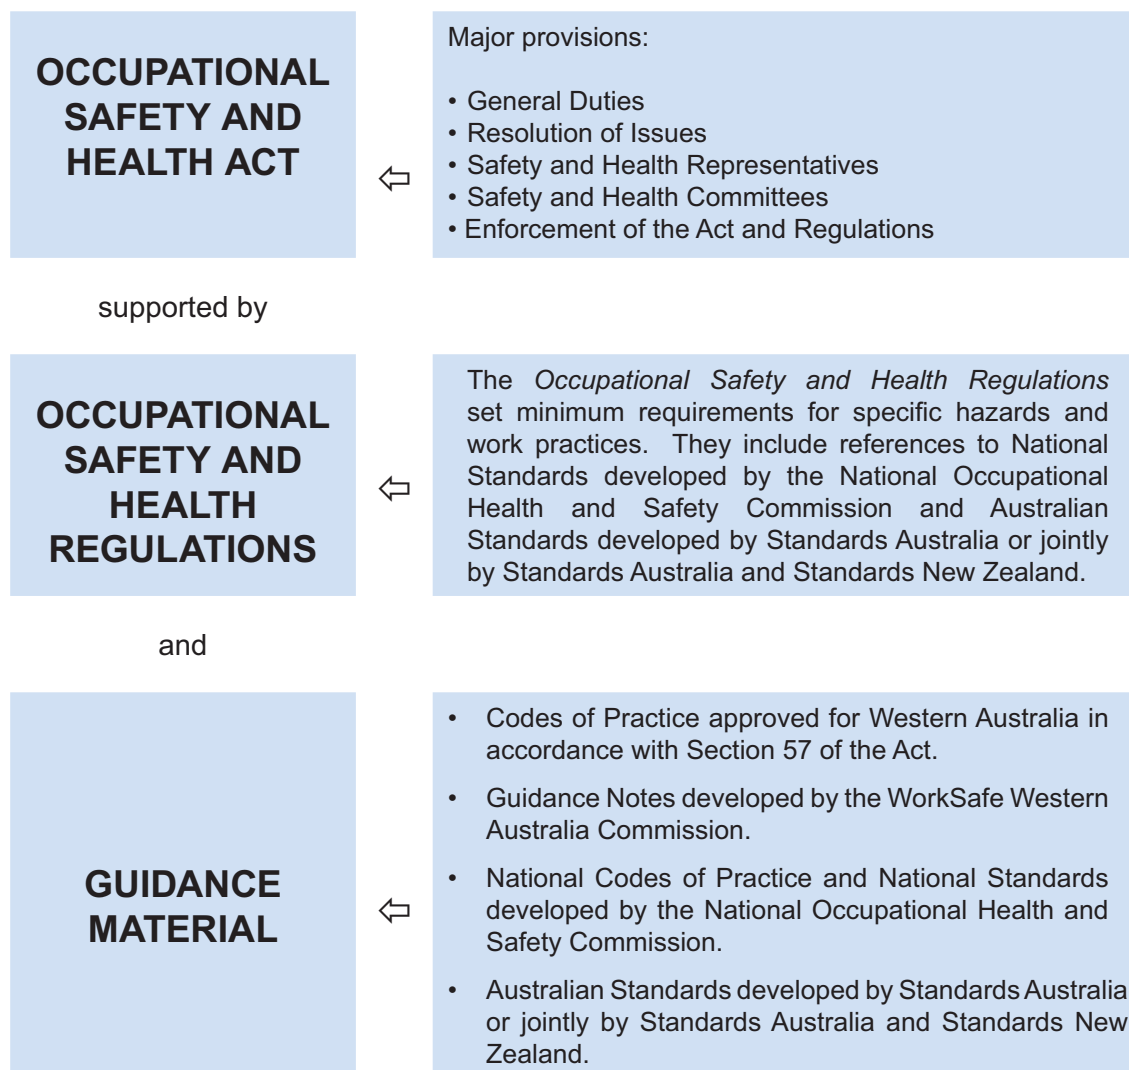 OCCUPATIONAL
SAFETY AND
HEALTH ACT
Major provisions:
• General Duties
• Resolution of Issues
• Safety and Health Representatives
• Safety and Health Committees
• Enforcement of the Act and Regulations
supported by
OCCUPATIONAL
SAFETY AND
HEALTH
REGULATIONS
The Occupational Safety and Health Regulations
set minimum requirements for specific hazards and
work practices. They include references to National
Standards developed by the National Occupational
Health and Safety Commission and Australian
Standards developed by Standards Australia or jointly
by Standards Australia and Standards New Zealand.
and
GUIDANCE
MATERIAL
• Codes of Practice approved for Western Australia in
accordance with Section 57 of the Act.
• Guidance Notes developed by the WorkSafe Western
Australia Commission.
• National Codes of Practice and National Standards
developed by the National Occupational Health and
Safety Commission.
• Australian Standards developed by Standards Australia
or jointly by Standards Australia and Standards New
Zealand.